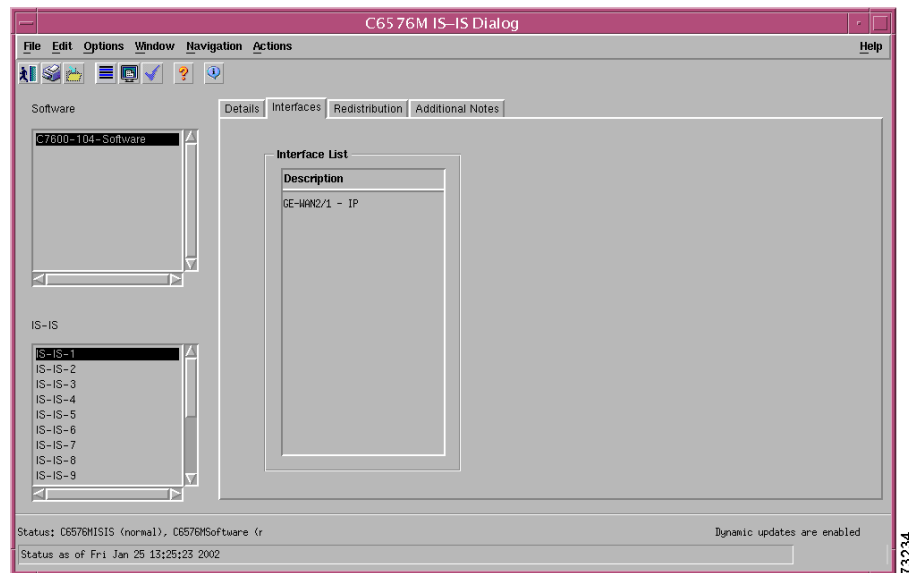 C6576M IS-IS Dialog
File Edit Options Window Navigation Actions Help
Software
C7600-104-Software
IS-IS
IS-IS-1
IS-IS-2
IS-IS-3
IS-IS-4
IS-IS-5
IS-IS-6
IS-IS-7
IS-IS-8
IS-IS-9
Details Interfaces Redistribution Additional Notes
Interface List
Description
GE-WAN2/1 - IP
Status: C6576MISIS (normal), C6576MSoftware (r
Dynamic updates are enabled
Status as of Fri Jan 25 13:25:23 2002
73234